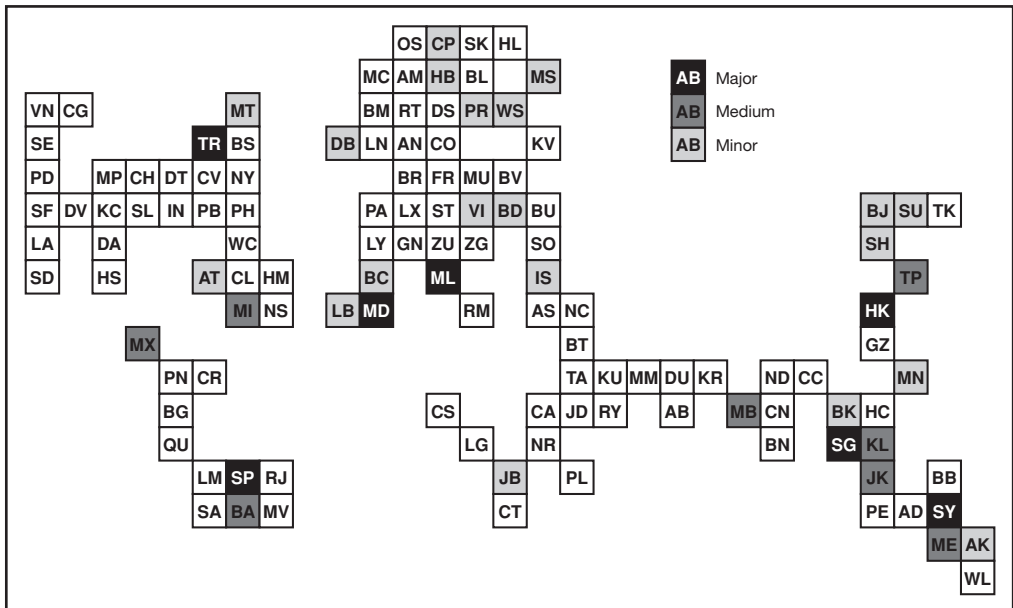 OS CP SK HL
MC AM HB BL MS AB Major
VN CG MT BM RT DS PR WS AB Medium
SE TR BS DB LN AN CO KV AB Minor
PD MP CH DT CV NY BR FR MU BV
SF DV KC SL IN PB PH PA LX ST VI BD BU BJ SU TK
LA DA WC LY GN ZU ZG SO SH
SD HS AT CL HM BC ML IS TP
MI NS LB MD RM AS NC HK
MX BT GZ
PN CR TA KU MM DU KR ND CC MN
BG CS CA JD RY AB MB CN BK HC
QU LG NR BN SG KL
LM SP RJ JB PL JK BB
SA BA MV CT PE AD SY
ME AK
WL